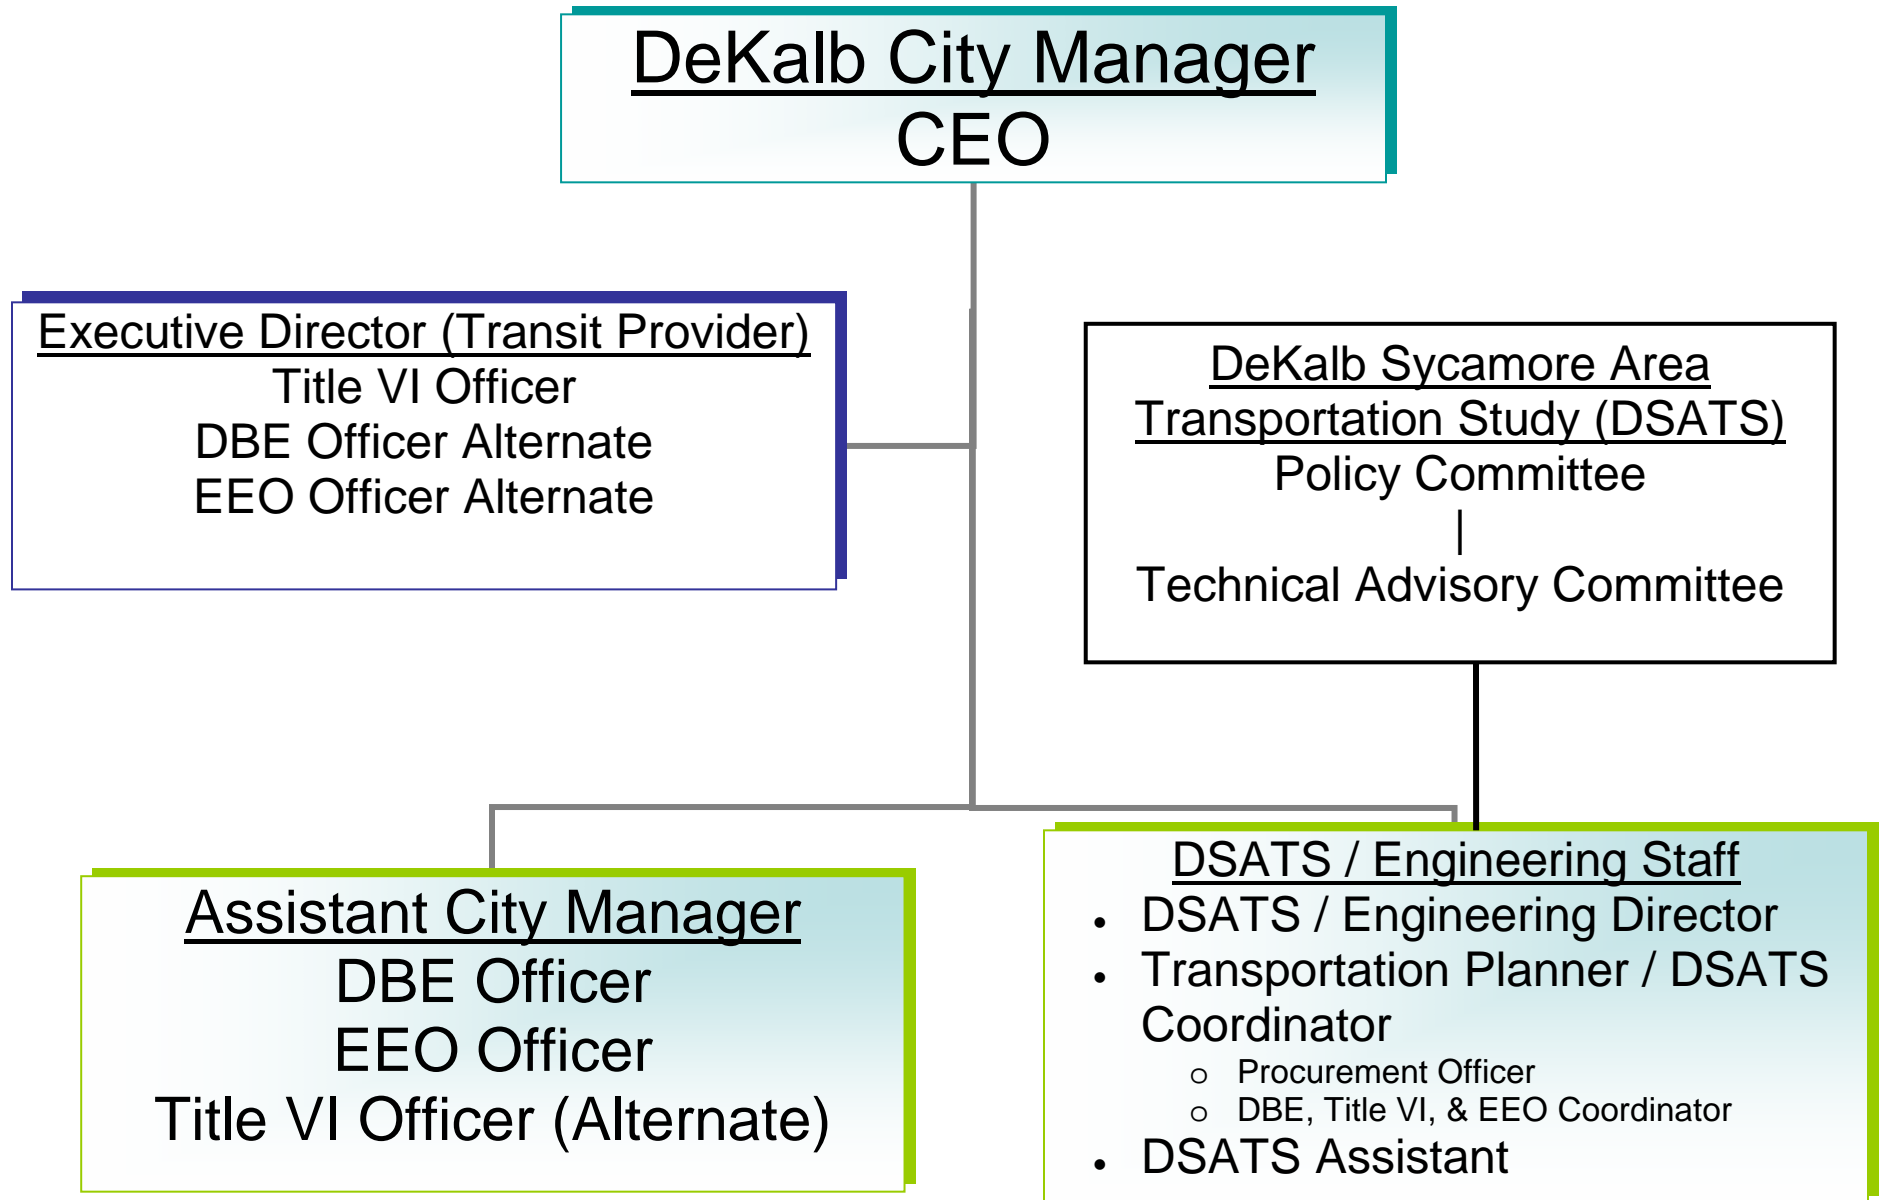 DeKalb City Manager
CEO
Executive Director (Transit Provider)
Title VI Officer
DBE Officer Alternate
EEO Officer Alternate
DeKalb Sycamore Area
Transportation Study (DSATS)
Policy Committee
|
Technical Advisory Committee
Assistant City Manager
DBE Officer
EEO Officer
Title VI Officer (Alternate)
DSATS / Engineering Staff
• DSATS / Engineering Director
• Transportation Planner / DSATS
Coordinator
o Procurement Officer
o DBE, Title VI, & EEO Coordinator
• DSATS Assistant